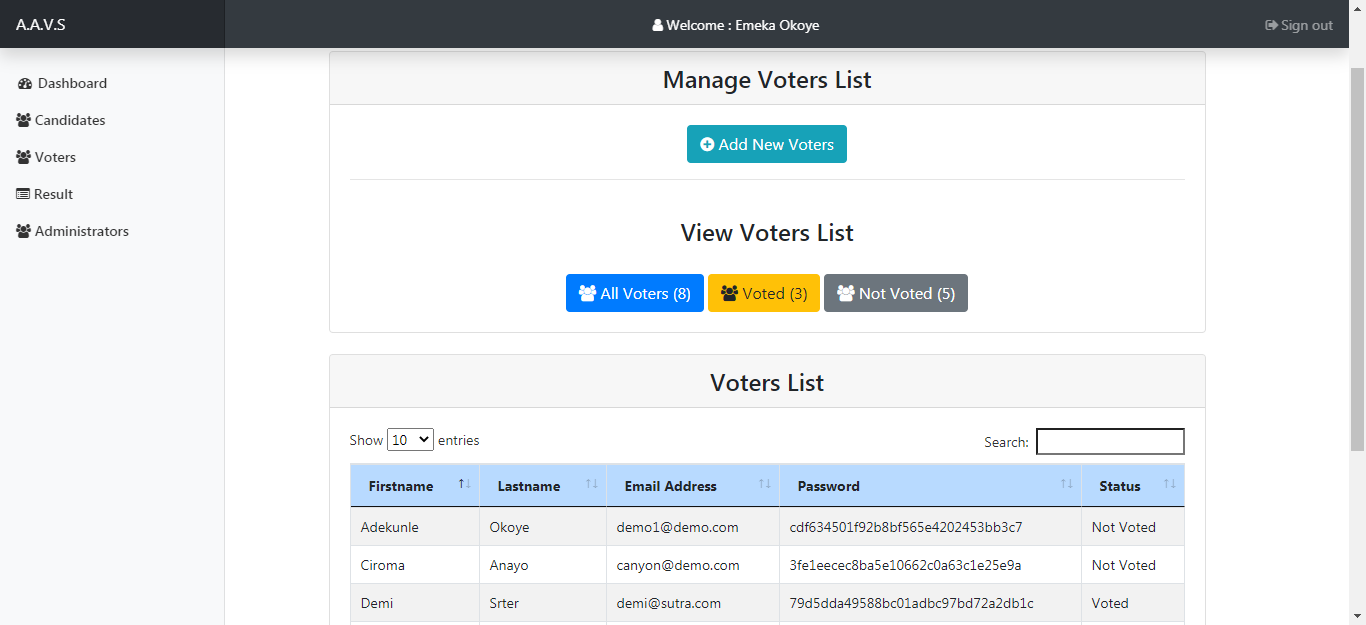 A.A.V.S
Welcome : Emeka Okoye
Sign out
Dashboard
Candidates
Voters
Result
Administrators
Manage Voters List
Add New Voters
View Voters List
All Voters (8) Voted (3) Not Voted (5)
Voters List
Show 10 entries Search:
Firstname Lastname Email Address Password Status
Adekunle Okoye demo1@demo.com cdf634501f92b8bf565e4202453bb3c7 Not Voted
Ciroma Anayo canyon@demo.com 3fe1eecec8ba5e10662c0a63c1e25e9a Not Voted
Demi Srter demi@sutra.com 79d5dda49588bc01adbc97bd72a2db1c Voted